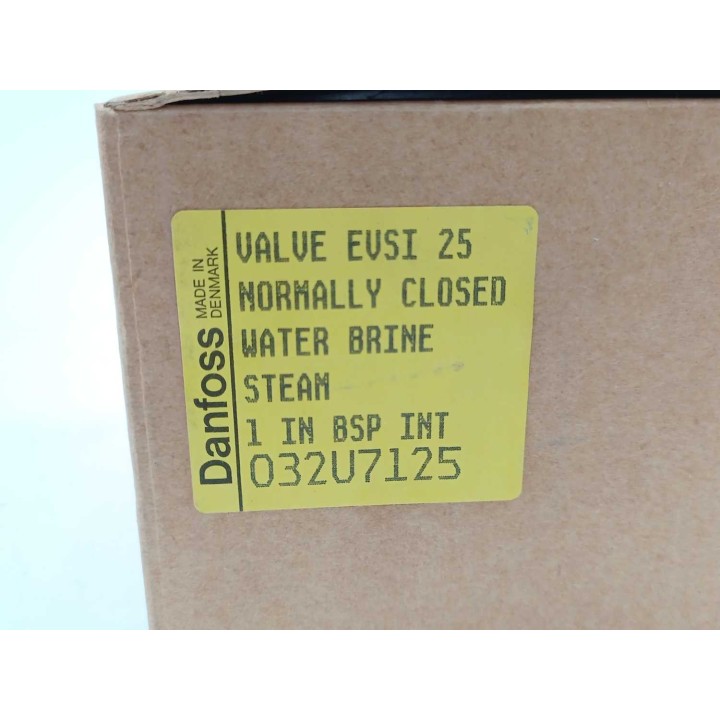 VALVE EVSI 25
NORMALLY CLOSED
WATER BRINE
STEAM
1 IN BSP INT
032U7125
Danfoss
MADE IN
DENMARK